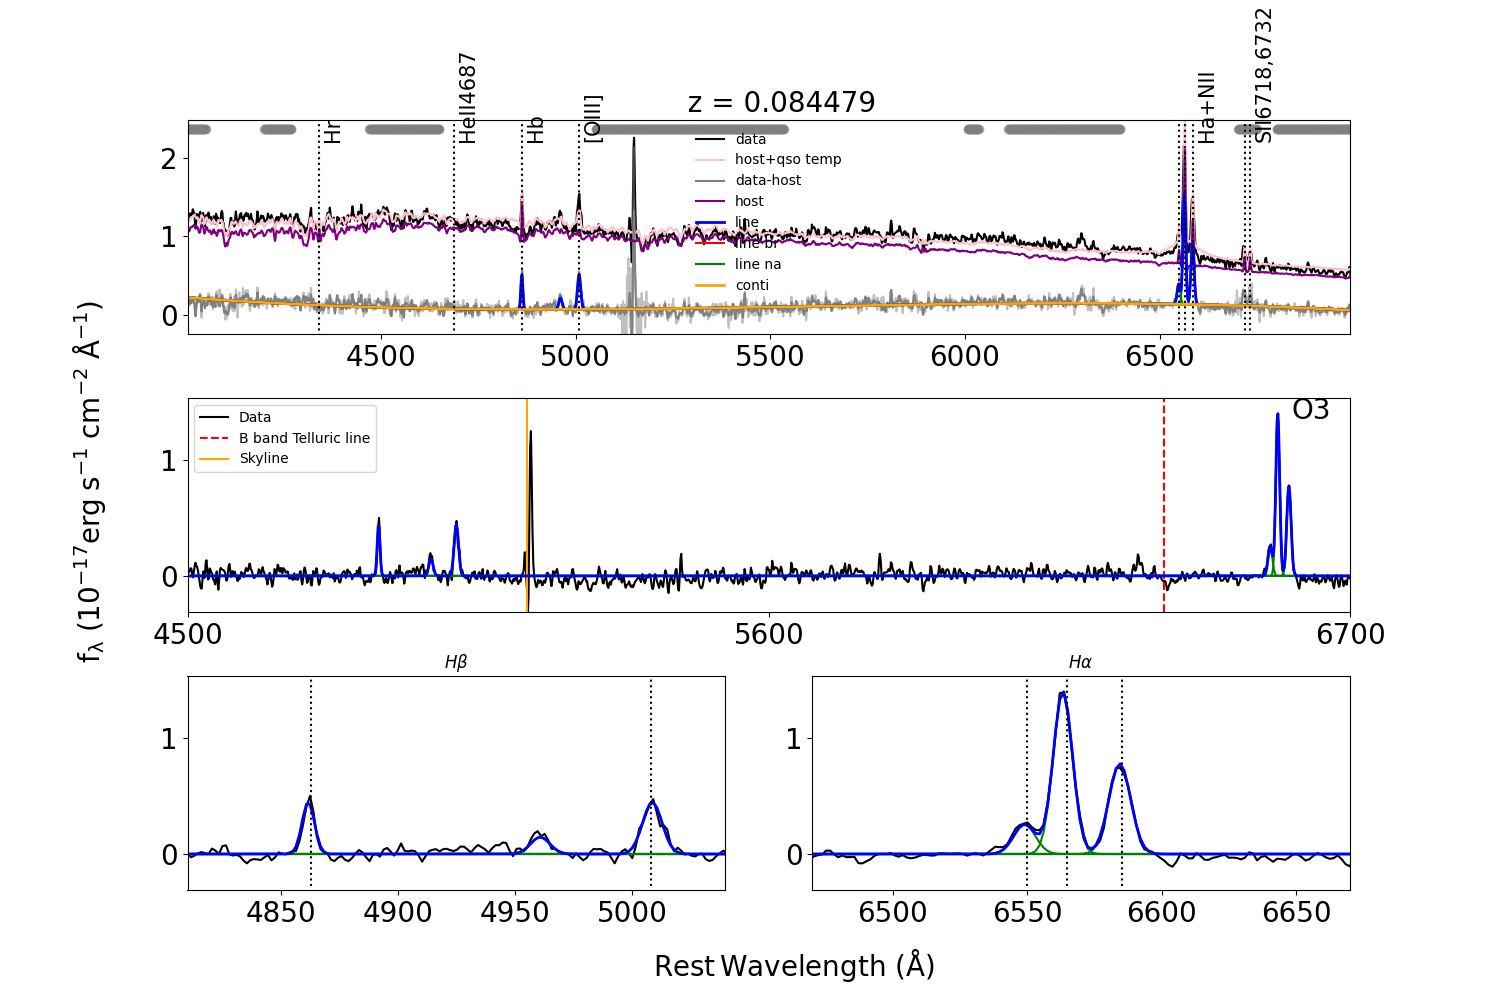 z = 0.084479
Hr
HeII4687
Hb
[OIII]
Ha+NII
SII6718,6732
data
host+qso temp
data-host
host
line
line br
line na
conti
2
1
0
4500
5000
5500
6000
6500
Data
B band Telluric line
Skyline
O3
1
0
4500
5600
6700
fλ (10⁻¹⁷erg s⁻¹ cm⁻² Å⁻¹)
Hβ
1
0
4850
4900
4950
5000
Hα
1
0
6500
6550
6600
6650
Rest Wavelength (Å)